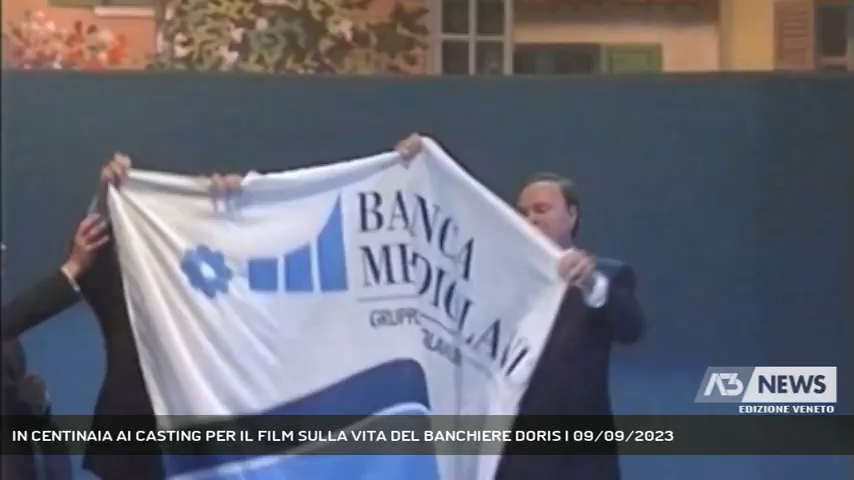 BANCA
MEDIOLANUM
GRUPPO
A3 NEWS
EDIZIONE VENETO
IN CENTINAIA AI CASTING PER IL FILM SULLA VITA DEL BANCHIERE DORIS | 09/09/2023